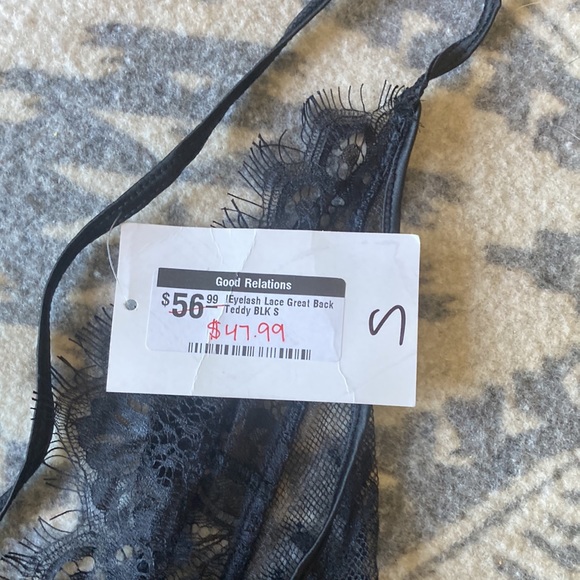 Good Relations
$56.99 !Eyelash Lace Great Back
Teddy BLK S
$47.99
S